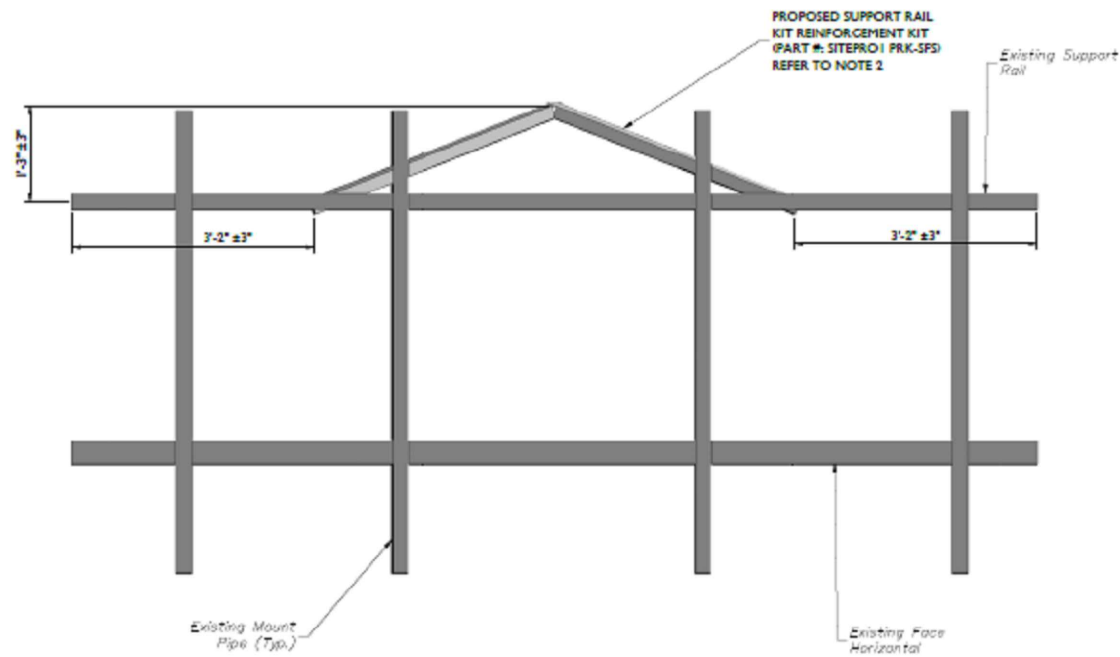 PROPOSED SUPPORT RAIL
KIT REINFORCEMENT KIT
(PART #: SITEPRO1 PRK-SFS)
REFER TO NOTE 2
Existing Support
Rail
1'-3"±3"
3'-2" ±3"
3'-2" ±3"
Existing Mount
Pipe (Typ.)
Existing Face
Horizontal